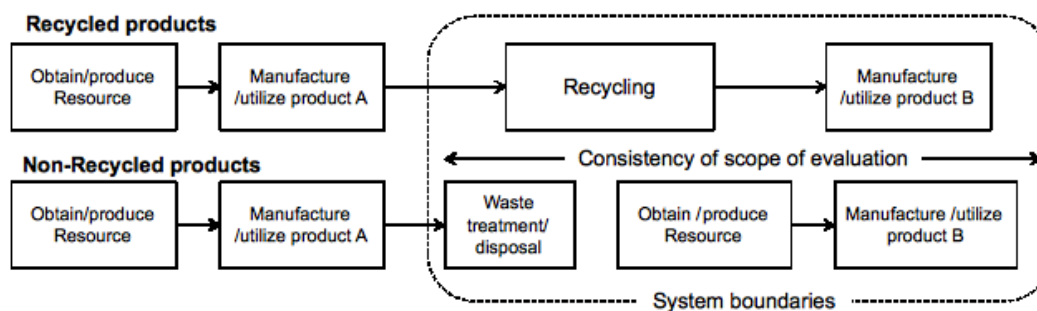 Recycled products
Obtain/produce
Resource
Manufacture
/utilize product A
Recycling
Manufacture
/utilize product B
Consistency of scope of evaluation
Non-Recycled products
Obtain/produce
Resource
Manufacture
/utilize product A
Waste
treatment/
disposal
Obtain /produce
Resource
Manufacture /utilize
product B
System boundaries